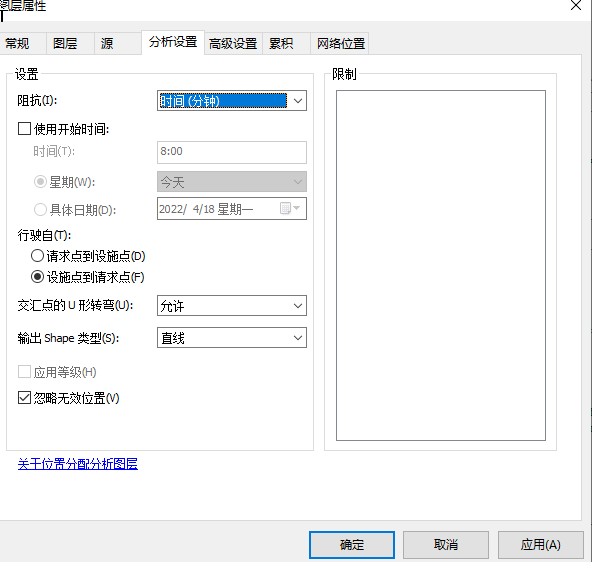 图层属性
常规 图层 源 分析设置 高级设置 累积 网络位置
设置
阻抗(I): 时间 (分钟)
使用开始时间:
时间(T): 8:00
星期(W): 今天
具体日期(D): 2022/ 4/18 星期一
行驶自(T):
请求点到设施点(D)
设施点到请求点(F)
交汇点的 U 形转弯(U): 允许
输出 Shape 类型(S): 直线
应用等级(H)
忽略无效位置(V)
关于位置分配分析图层
限制
确定 取消 应用(A)